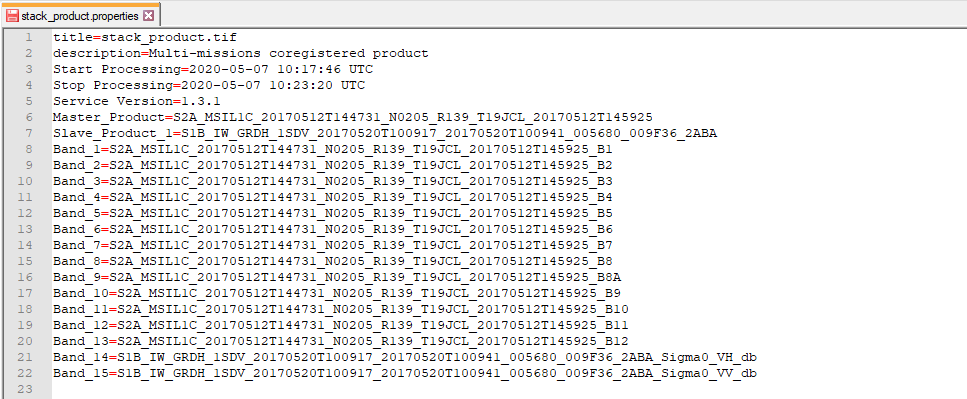 stack_product.properties
1 title=stack_product.tif
2 description=Multi-missions coregistered product
3 Start Processing=2020-05-07 10:17:46 UTC
4 Stop Processing=2020-05-07 10:23:20 UTC
5 Service Version=1.3.1
6 Master_Product=S2A_MSIL1C_20170512T144731_N0205_R139_T19JCL_20170512T145925
7 Slave_Product_1=S1B_IW_GRDH_1SDV_20170520T100917_20170520T100941_005680_009F36_2ABA
8 Band_1=S2A_MSIL1C_20170512T144731_N0205_R139_T19JCL_20170512T145925_B1
9 Band_2=S2A_MSIL1C_20170512T144731_N0205_R139_T19JCL_20170512T145925_B2
10 Band_3=S2A_MSIL1C_20170512T144731_N0205_R139_T19JCL_20170512T145925_B3
11 Band_4=S2A_MSIL1C_20170512T144731_N0205_R139_T19JCL_20170512T145925_B4
12 Band_5=S2A_MSIL1C_20170512T144731_N0205_R139_T19JCL_20170512T145925_B5
13 Band_6=S2A_MSIL1C_20170512T144731_N0205_R139_T19JCL_20170512T145925_B6
14 Band_7=S2A_MSIL1C_20170512T144731_N0205_R139_T19JCL_20170512T145925_B7
15 Band_8=S2A_MSIL1C_20170512T144731_N0205_R139_T19JCL_20170512T145925_B8
16 Band_9=S2A_MSIL1C_20170512T144731_N0205_R139_T19JCL_20170512T145925_B8A
17 Band_10=S2A_MSIL1C_20170512T144731_N0205_R139_T19JCL_20170512T145925_B9
18 Band_11=S2A_MSIL1C_20170512T144731_N0205_R139_T19JCL_20170512T145925_B10
19 Band_12=S2A_MSIL1C_20170512T144731_N0205_R139_T19JCL_20170512T145925_B11
20 Band_13=S2A_MSIL1C_20170512T144731_N0205_R139_T19JCL_20170512T145925_B12
21 Band_14=S1B_IW_GRDH_1SDV_20170520T100917_20170520T100941_005680_009F36_2ABA_Sigma0_VH_db
22 Band_15=S1B_IW_GRDH_1SDV_20170520T100917_20170520T100941_005680_009F36_2ABA_Sigma0_VV_db
23